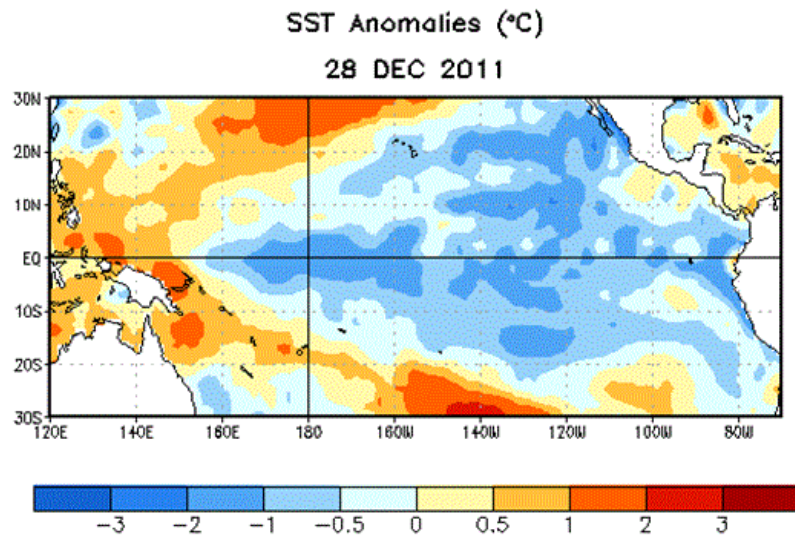 SST Anomalies (°C)
28 DEC 2011
30N
20N
10N
EQ
10S
20S
30S
120E 140E 160E 180 160W 140W 120W 100W 80W
-3 -2 -1 -0.5 0 0.5 1 2 3